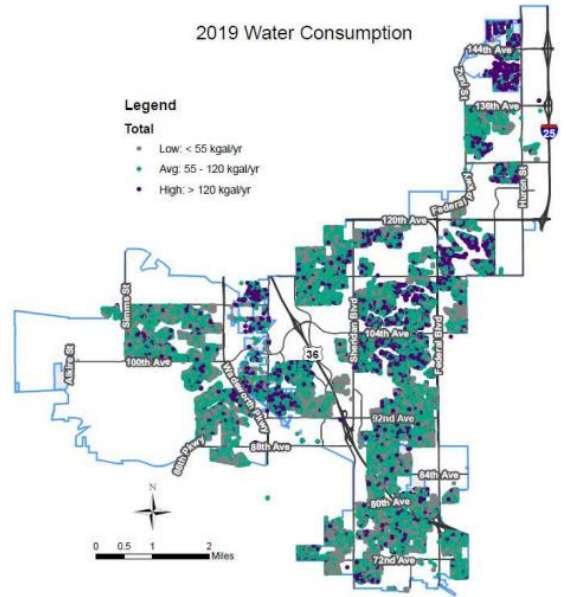 2019 Water Consumption
Legend
Total
Low: < 55 kgal/yr
Avg: 55 - 120 kgal/yr
High: > 120 kgal/yr
144th Ave
Zuni St
136th Ave
25
Huron St
Federal Pkwy
120th Ave
Simms St
Sheridan Blvd
104th Ave
Federal Blvd
36
Alkire St
100th Ave
Wadsworth Pkwy
92nd Ave
88th Ave
86th Pkwy
84th Ave
80th Ave
N
72nd Ave
0 0.5 1 2
Miles